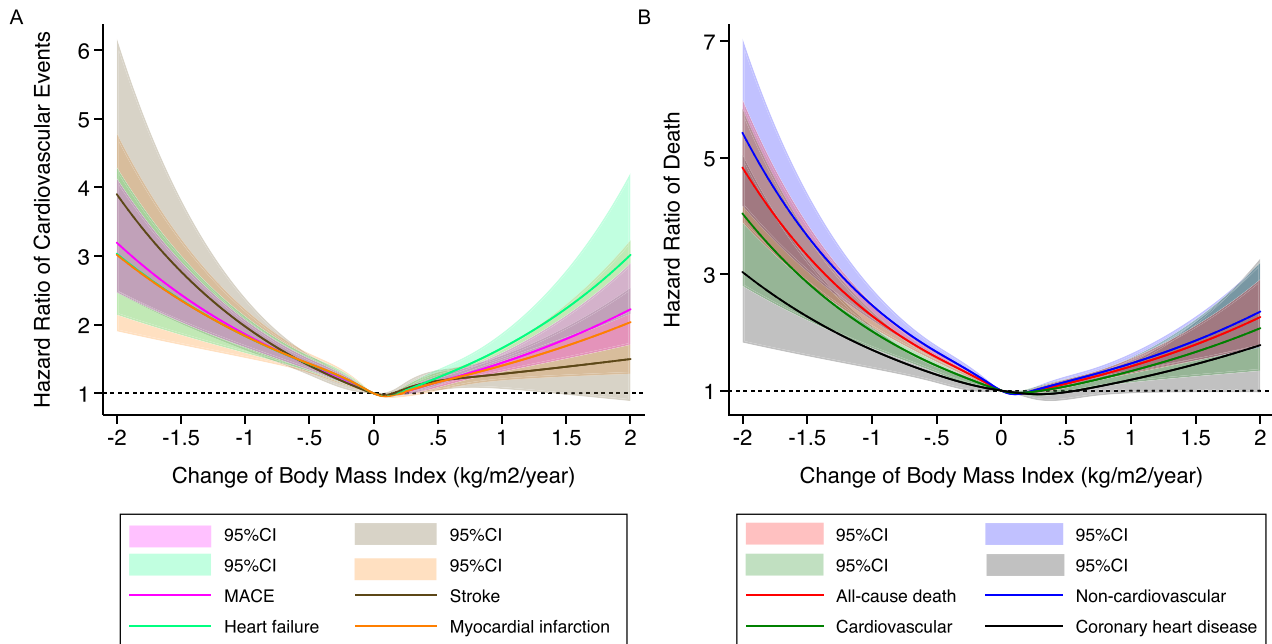 A
Hazard Ratio of Cardiovascular Events
6
5
4
3
2
1
-2 -1.5 -1 -.5 0 .5 1 1.5 2
Change of Body Mass Index (kg/m2/year)
95%CI 95%CI
95%CI 95%CI
MACE Stroke
Heart failure Myocardial infarction
B
Hazard Ratio of Death
7
5
3
1
-2 -1.5 -1 -.5 0 .5 1 1.5 2
Change of Body Mass Index (kg/m2/year)
95%CI 95%CI
95%CI 95%CI
All-cause death Non-cardiovascular
Cardiovascular Coronary heart disease